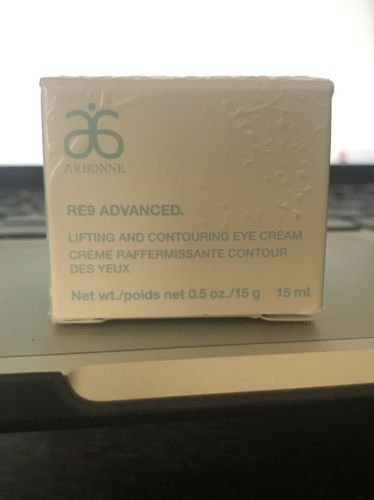 ARBONNE.
RE9 ADVANCED.
LIFTING AND CONTOURING EYE CREAM
CRÈME RAFFERMISSANTE CONTOUR
DES YEUX
Net wt./poids net 0.5 oz./15 g 15 ml